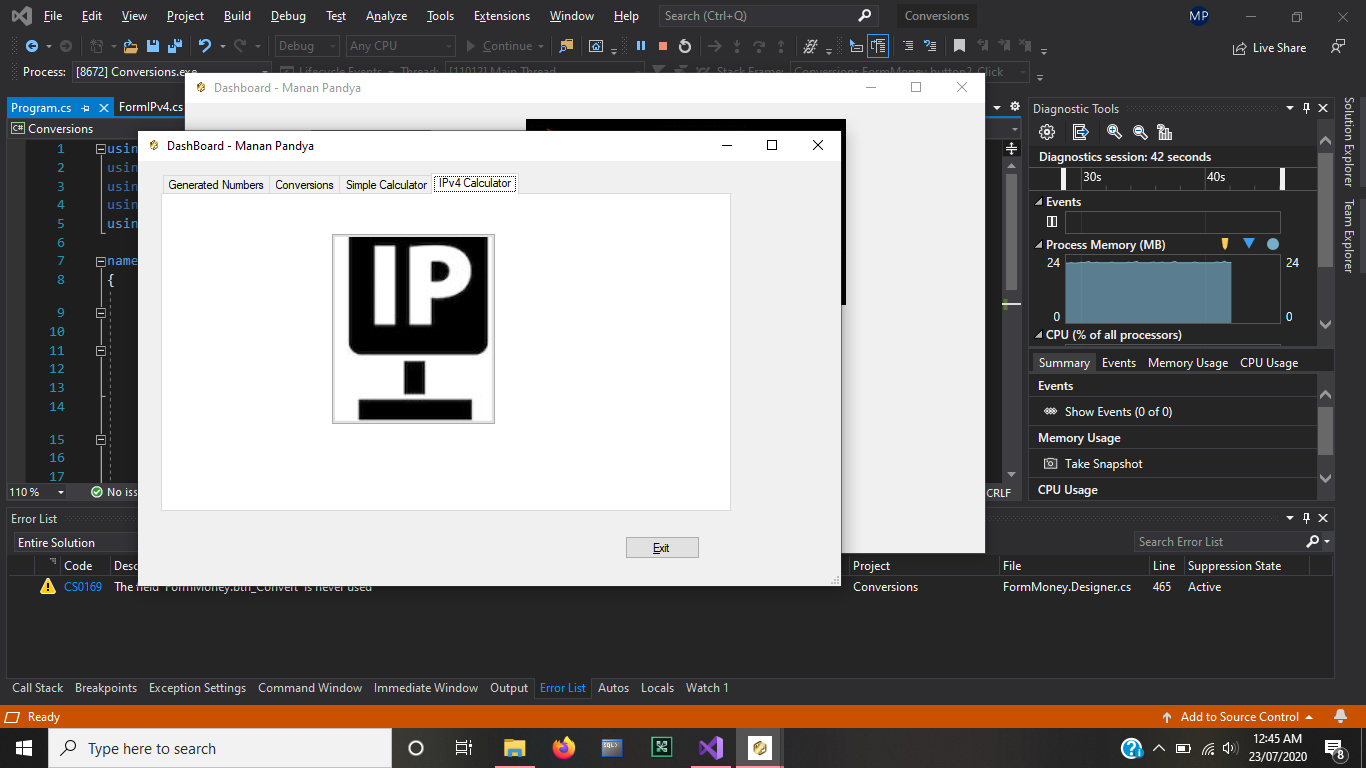 File Edit View Project Build Debug Test Analyze Tools Extensions Window Help Search (Ctrl+Q) Conversions MP
Debug Any CPU Continue Live Share
Process: [8672] Conversions.exe Lifecycle Events Thread: [11012] Main Thread Stack Frame: Conversions.FormMoney.button2_Click
Dashboard - Manan Pandya
Program.cs FormIPv4.cs
Conversions
DashBoard - Manan Pandya
Generated Numbers Conversions Simple Calculator IPv4 Calculator
IP
Exit
1 usin
2 usin
3 usin
4 usin
5 usin
6
7 name
8 {
9
10
11
12
13
14
15
16
17
110 % No iss
CRLF
Diagnostic Tools
Diagnostics session: 42 seconds
30s 40s
Events
Process Memory (MB)
24 24
0 0
CPU (% of all processors)
Summary Events Memory Usage CPU Usage
Events
Show Events (0 of 0)
Memory Usage
Take Snapshot
CPU Usage
Solution Explorer
Team Explorer
Error List
Entire Solution Search Error List
Code Desc Project File Line Suppression State
CS0169 The field 'FormMoney.btn_Convert' is never used Conversions FormMoney.Designer.cs 465 Active
Call Stack Breakpoints Exception Settings Command Window Immediate Window Output Error List Autos Locals Watch 1
Ready Add to Source Control
Type here to search
SQL>
12:45 AM
23/07/2020
8